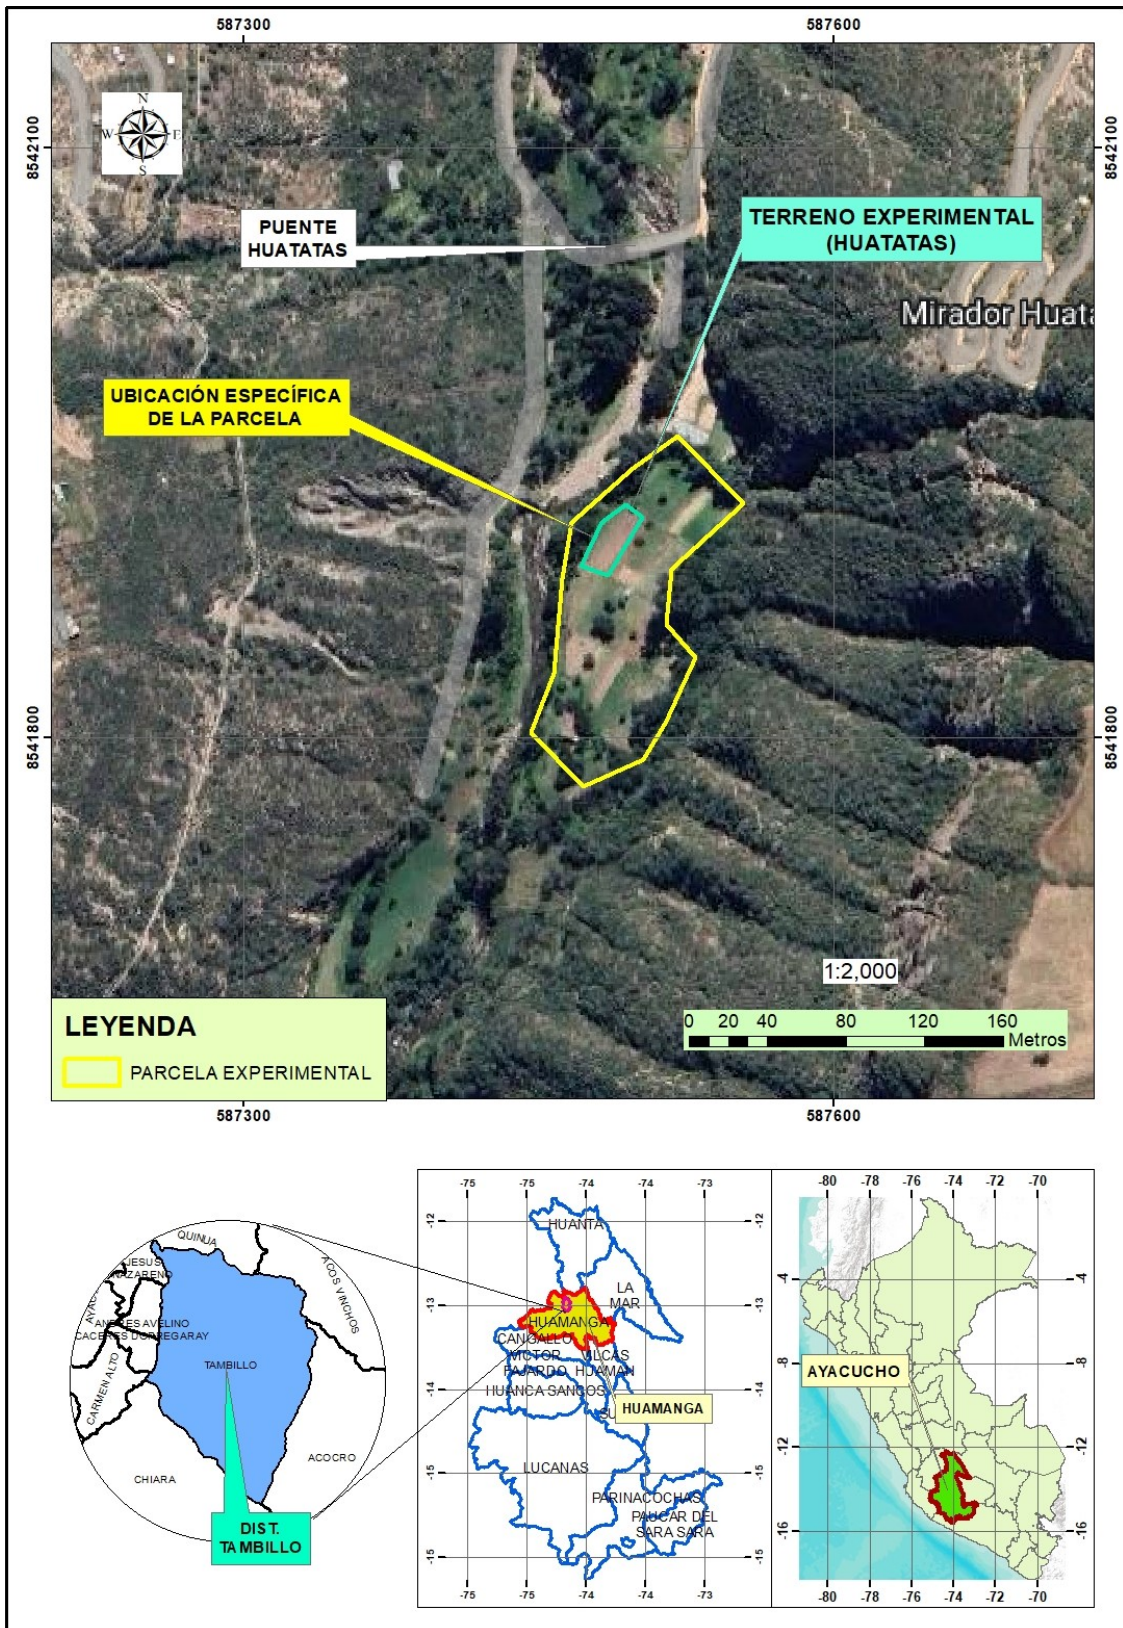 587300
587600
N
W
E
S
8542100
8542100
PUENTE
HUATATAS
TERRENO EXPERIMENTAL
(HUATATAS)
Mirador Huata
UBICACIÓN ESPECÍFICA
DE LA PARCELA
8541800
8541800
1:2,000
0 20 40 80 120 160
Metros
LEYENDA
PARCELA EXPERIMENTAL
587300
587600
QUINUA
JESUS
NAZARENO
ACOS VINCHOS
AYAC
ANDRES AVELINO
CACERES DORREGARAY
CARMEN ALTO
TAMBILLO
CHIARA
ACOCRO
DIST.
TAMBILLO
-75 -75 -74 -74 -73
-12
-12
HUANTA
LA
MAR
-13
-13
HUAMANGA
CANGALLO
VICTOR
FAJARDO
VILCAS
HUAMAN
-14
-14
HUANCA SANCOS
SU
HUAMANGA
LUCANAS
-15
-15
PARINACOCHAS
PAUCAR DEL
SARA SARA
-15
-15
-75 -75 -74 -74 -73
-80 -78 -76 -74 -72 -70
-4
-4
-8
-8
AYACUCHO
-12
-12
-16
-16
-80 -78 -76 -74 -72 -70